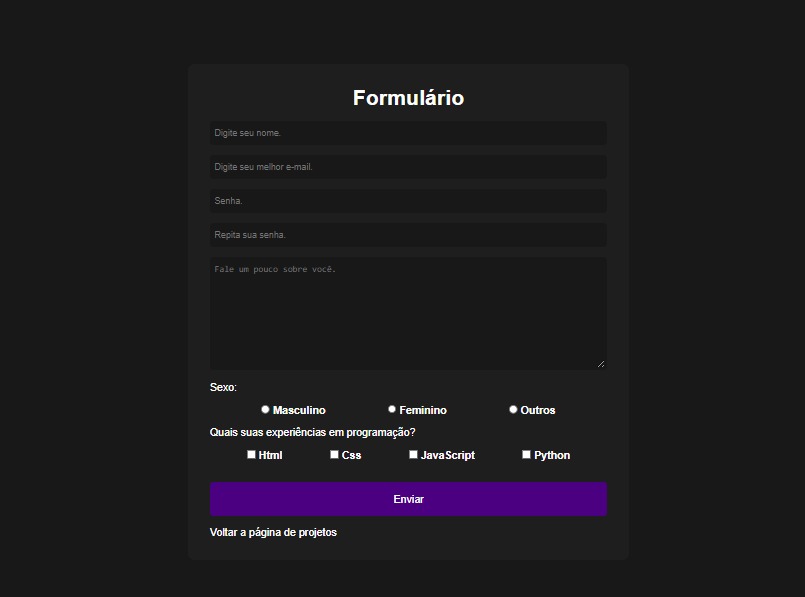 Formulário
Digite seu nome.
Digite seu melhor e-mail.
Senha.
Repita sua senha.
Fale um pouco sobre você.
Sexo:
Masculino Feminino Outros
Quais suas experiências em programação?
Html Css JavaScript Python
Enviar
Voltar a página de projetos